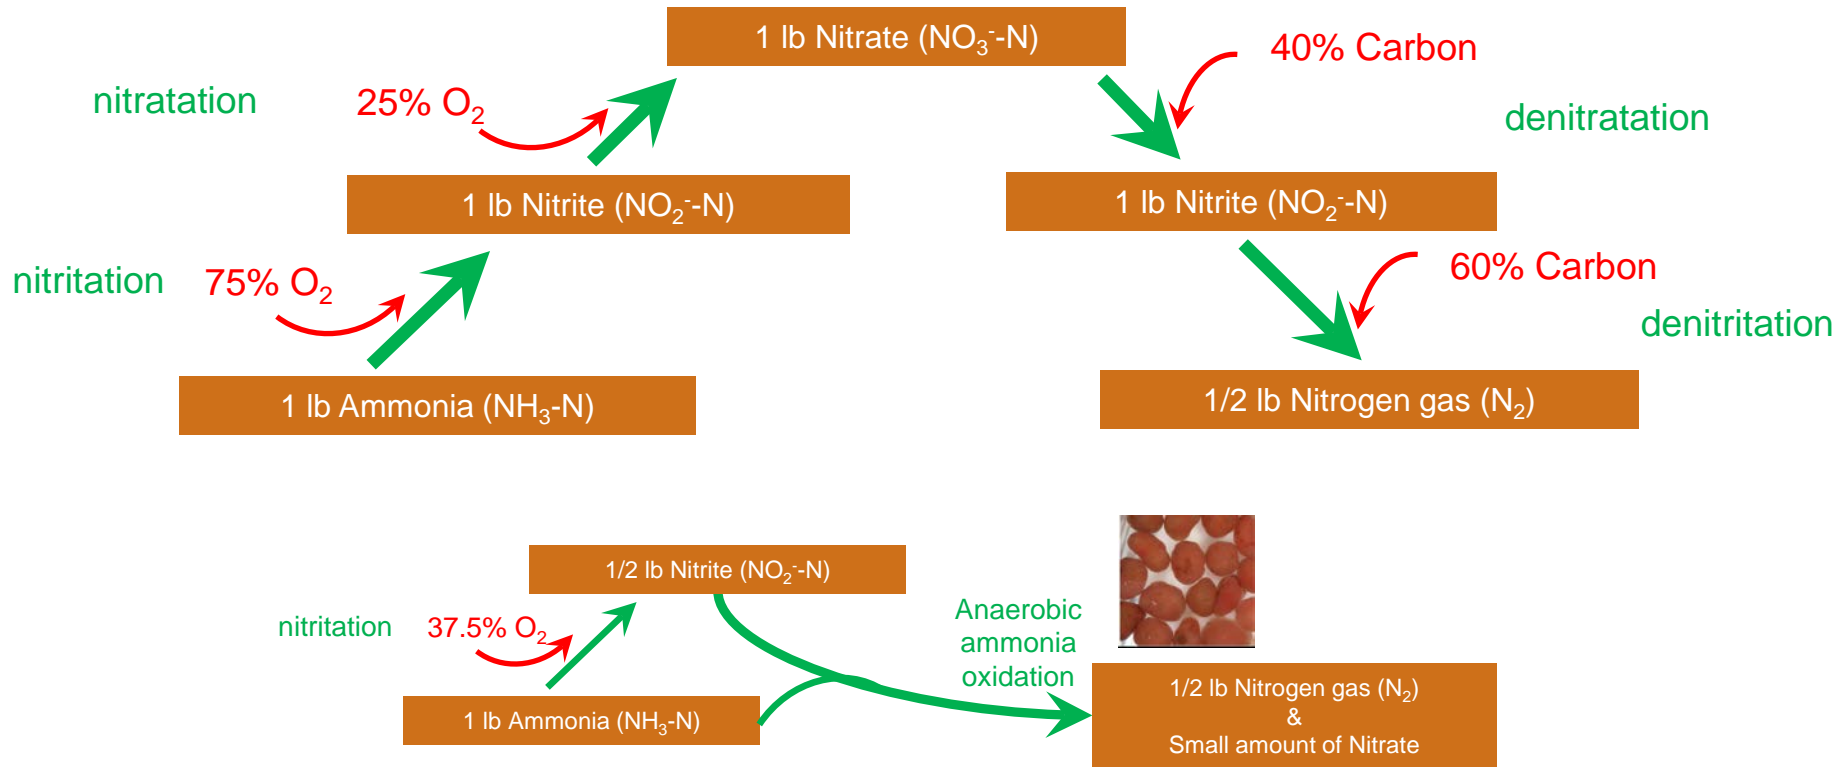 1 lb Nitrate (NO₃⁻-N)
40% Carbon
nitratation
25% O₂
denitratation
1 lb Nitrite (NO₂⁻-N)
1 lb Nitrite (NO₂⁻-N)
nitritation
75% O₂
60% Carbon
denitritation
1 lb Ammonia (NH₃-N)
1/2 lb Nitrogen gas (N₂)
1/2 lb Nitrite (NO₂⁻-N)
nitritation
37.5% O₂
Anaerobic
ammonia
oxidation
1 lb Ammonia (NH₃-N)
1/2 lb Nitrogen gas (N₂)
&
Small amount of Nitrate